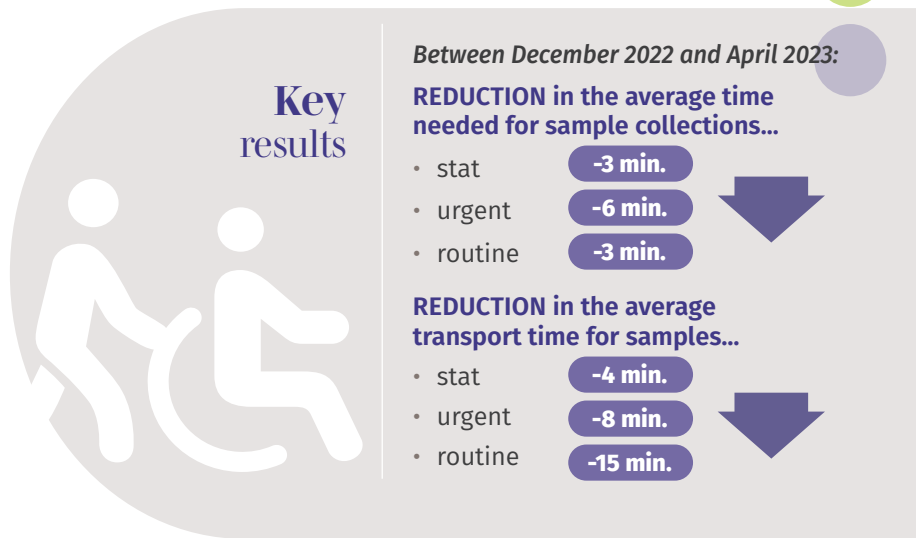 Key
results
Between December 2022 and April 2023:
REDUCTION in the average time
needed for sample collections...
• stat -3 min.
• urgent -6 min.
• routine -3 min.
REDUCTION in the average
transport time for samples...
• stat -4 min.
• urgent -8 min.
• routine -15 min.